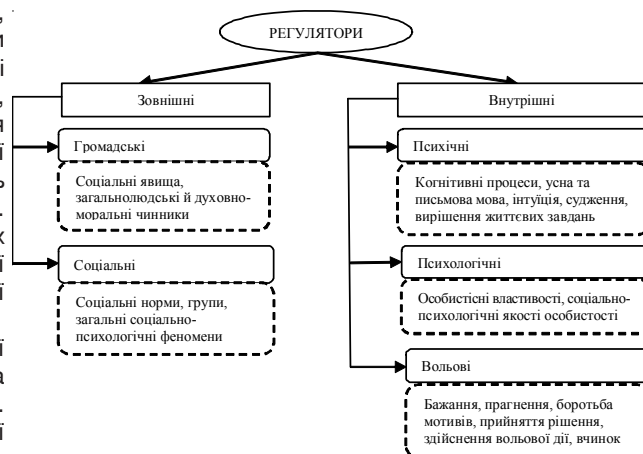 РЕГУЛЯТОРИ
Зовнішні
Громадські
Соціальні явища,
загальнолюдські й духовно-
моральні чинники
Соціальні
Соціальні норми, групи,
загальні соціально-
психологічні феномени
Внутрішні
Психічні
Когнітивні процеси, усна та
письмова мова, інтуїція, судження,
вирішення життєвих завдань
Психологічні
Особистісні властивості, соціально-
психологічні якості особистості
Вольові
Бажання, прагнення, боротьба
мотивів, прийняття рішення,
здійснення вольової дії, вчинок